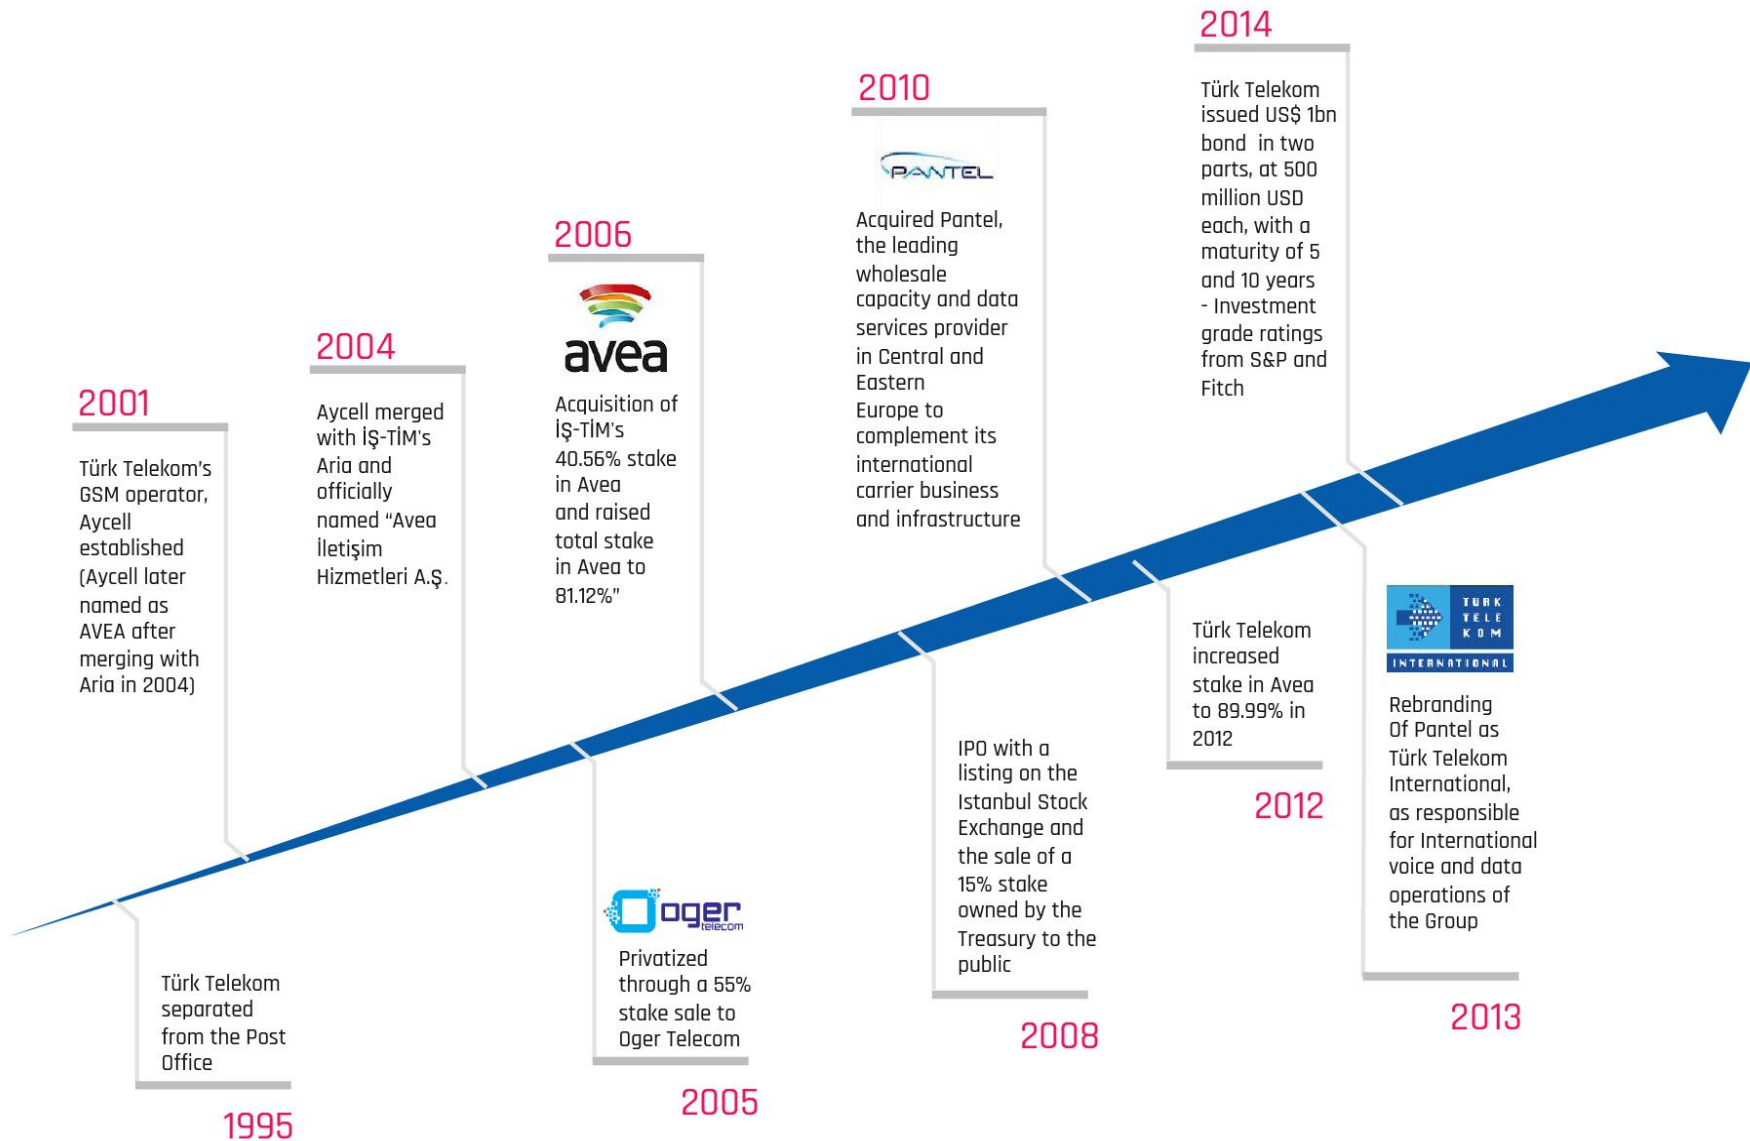 2014
Türk Telekom
issued US$ 1bn
bond in two
parts, at 500
million USD
each, with a
maturity of 5
and 10 years
- Investment
grade ratings
from S&P and
Fitch
2010
PANTEL
Acquired Pantel,
the leading
wholesale
capacity and data
services provider
in Central and
Eastern
Europe to
complement its
international
carrier business
and infrastructure
2006
avea
Acquisition of
İŞ-TİM's
40.56% stake
in Avea
and raised
total stake
in Avea to
81.12%”
2004
Aycell merged
with İŞ-TİM's
Aria and
officially
named “Avea
İletişim
Hizmetleri A.Ş.
2001
Türk Telekom's
GSM operator,
Aycell
established
(Aycell later
named as
AVEA after
merging with
Aria in 2004)
Türk Telekom
separated
from the Post
Office
1995
oger
telecom
Privatized
through a 55%
stake sale to
Oger Telecom
2005
IPO with a
listing on the
Istanbul Stock
Exchange and
the sale of a
15% stake
owned by the
Treasury to the
public
2008
Türk Telekom
increased
stake in Avea
to 89.99% in
2012
2012
TÜRK
TELE
KOM
INTERNATIONAL
Rebranding
Of Pantel as
Türk Telekom
International,
as responsible
for International
voice and data
operations of
the Group
2013